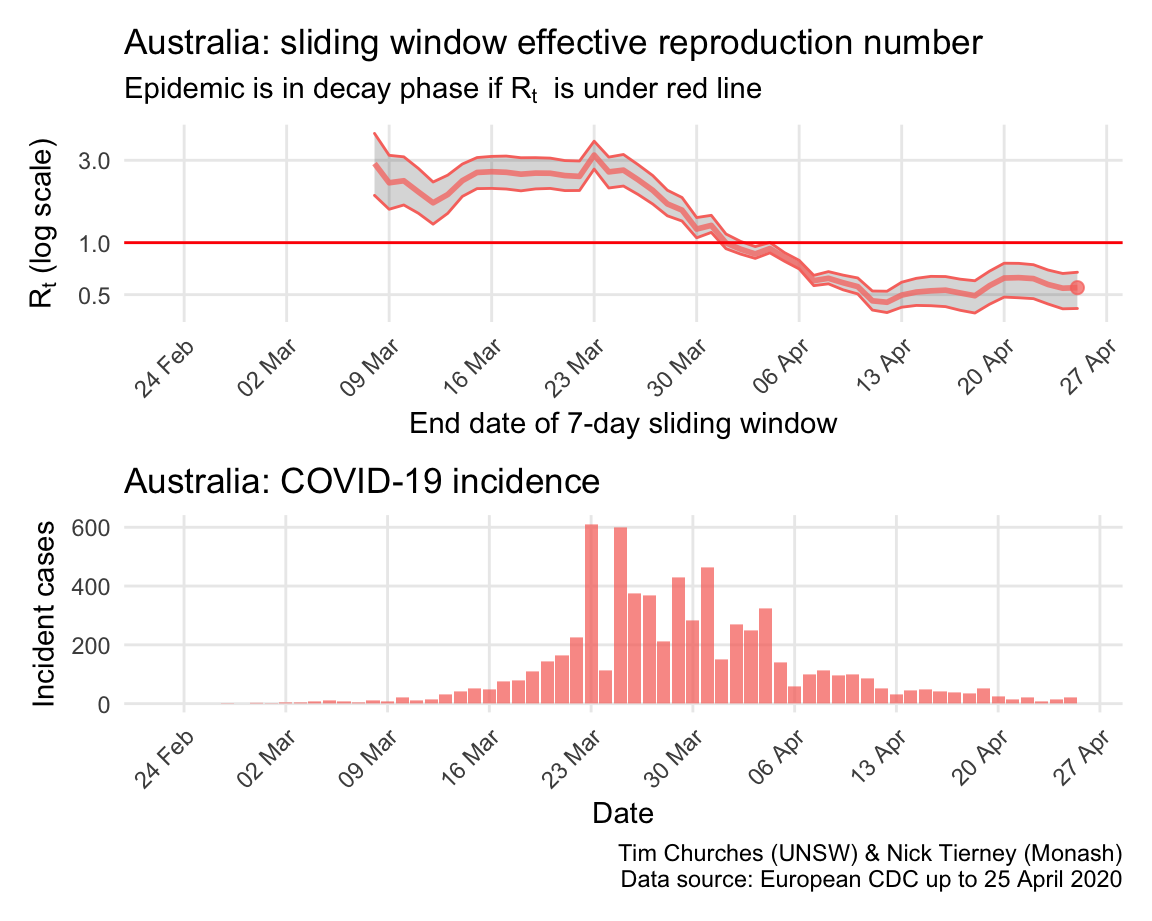 Australia: sliding window effective reproduction number
Epidemic is in decay phase if Rt is under red line
Rt (log scale)
3.0
1.0
0.5
24 Feb
02 Mar
09 Mar
16 Mar
23 Mar
30 Mar
06 Apr
13 Apr
20 Apr
27 Apr
End date of 7-day sliding window
Australia: COVID-19 incidence
Incident cases
600
400
200
0
24 Feb
02 Mar
09 Mar
16 Mar
23 Mar
30 Mar
06 Apr
13 Apr
20 Apr
27 Apr
Date
Tim Churches (UNSW) & Nick Tierney (Monash)
Data source: European CDC up to 25 April 2020